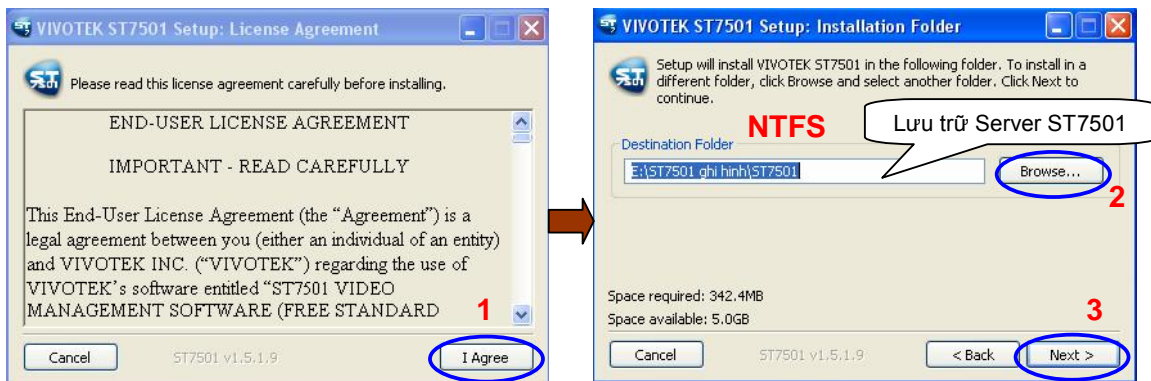 VIVOTEK ST7501 Setup: License Agreement
Please read this license agreement carefully before installing.
END-USER LICENSE AGREEMENT
IMPORTANT - READ CAREFULLY
This End-User License Agreement (the “Agreement”) is a
legal agreement between you (either an individual of an entity)
and VIVOTEK INC. (“VIVOTEK”) regarding the use of
VIVOTEK’s software entitled “ST7501 VIDEO
MANAGEMENT SOFTWARE (FREE STANDARD
1
Cancel
ST7501 v1.5.1.9
I Agree
VIVOTEK ST7501 Setup: Installation Folder
Setup will install VIVOTEK ST7501 in the following folder. To install in a
different folder, click Browse and select another folder. Click Next to
continue.
NTFS
Lưu trữ Server ST7501
Destination Folder
E:\ST7501 ghi hinh\ST7501
Browse...
2
Space required: 342.4MB
Space available: 5.0GB
3
Cancel
ST7501 v1.5.1.9
< Back
Next >